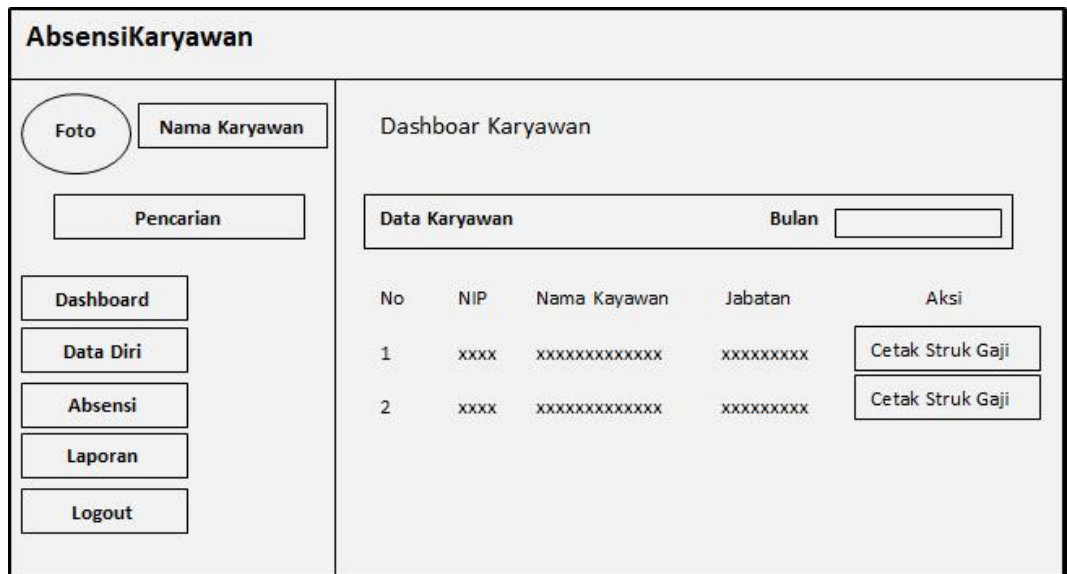 AbsensiKaryawan
Foto
Nama Karyawan
Pencarian
Dashboard
Data Diri
Absensi
Laporan
Logout
Dashboar Karyawan
Data Karyawan Bulan
No NIP Nama Kayawan Jabatan Aksi
1 xxxx xxxxxxxxxxxxx xxxxxxxxx Cetak Struk Gaji
2 xxxx xxxxxxxxxxxxx xxxxxxxxx Cetak Struk Gaji